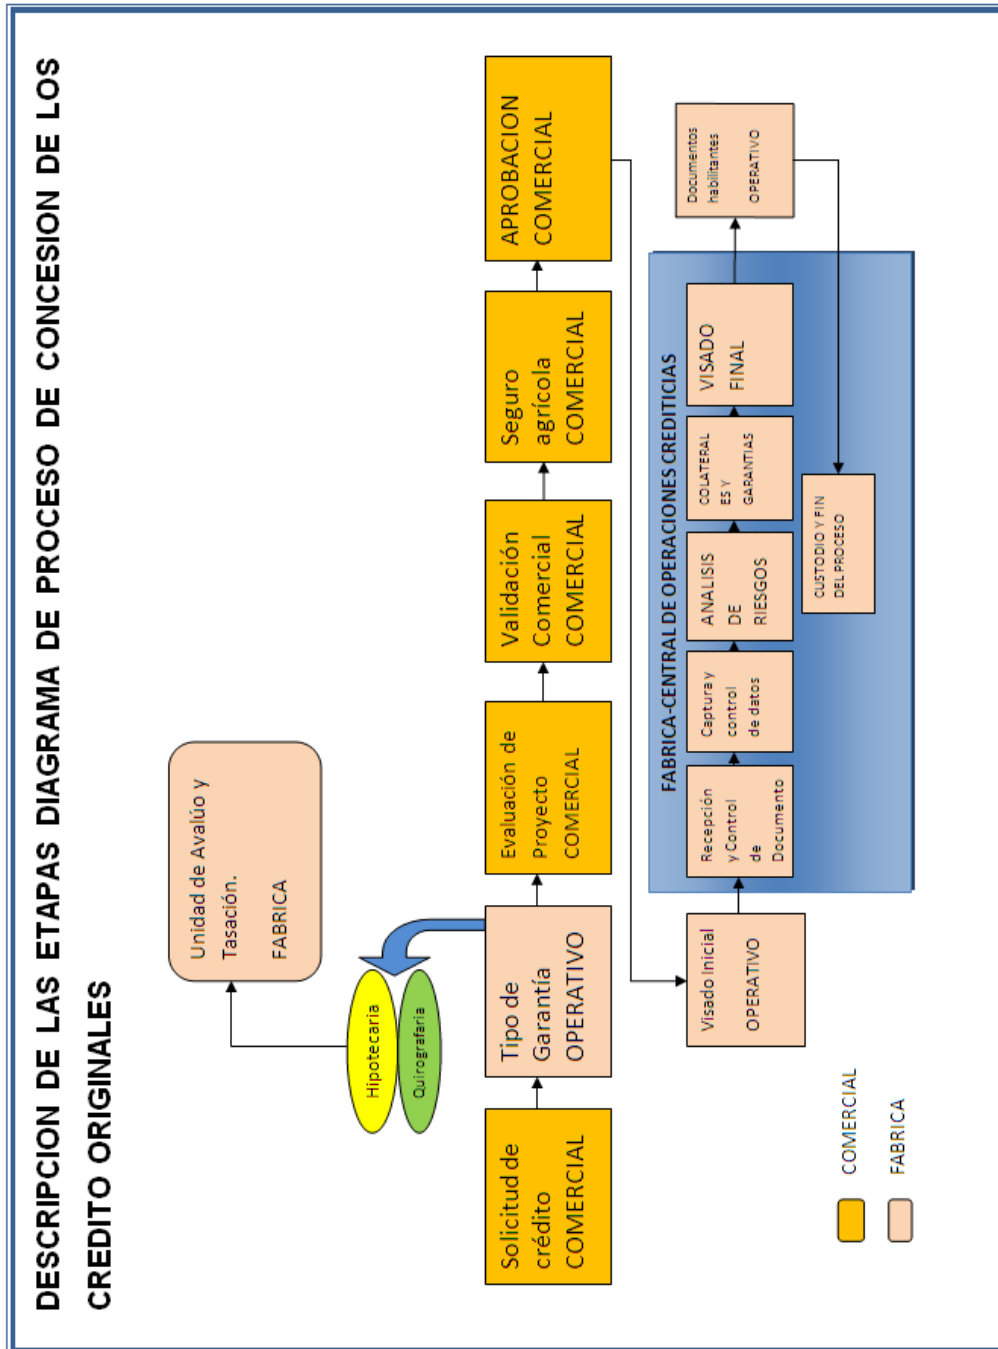 DESCRIPCION DE LAS ETAPAS DIAGRAMA DE PROCESO DE CONCESION DE LOS
CREDITO ORIGINALES
Unidad de Avalúo y
Tasación.
FABRICA
Hipotecaria
Quirografaria
Solicitud de
crédito
COMERCIAL
Tipo de
Garantía
OPERATIVO
Evaluación de
Proyecto
COMERCIAL
Validación
Comercial
COMERCIAL
Seguro
agrícola
COMERCIAL
APROBACION
COMERCIAL
Visado Inicial
OPERATIVO
FABRICA-CENTRAL DE OPERACIONES CREDITICIAS
Recepción
y Control
de
Documento
Captura y
control
de datos
ANALISIS
DE
RIESGOS
COLATERAL
ES Y
GARANTIAS
VISADO
FINAL
Documentos
habilitantes
OPERATIVO
CUSTODIO Y FIN
DEL PROCESO
COMERCIAL
FABRICA